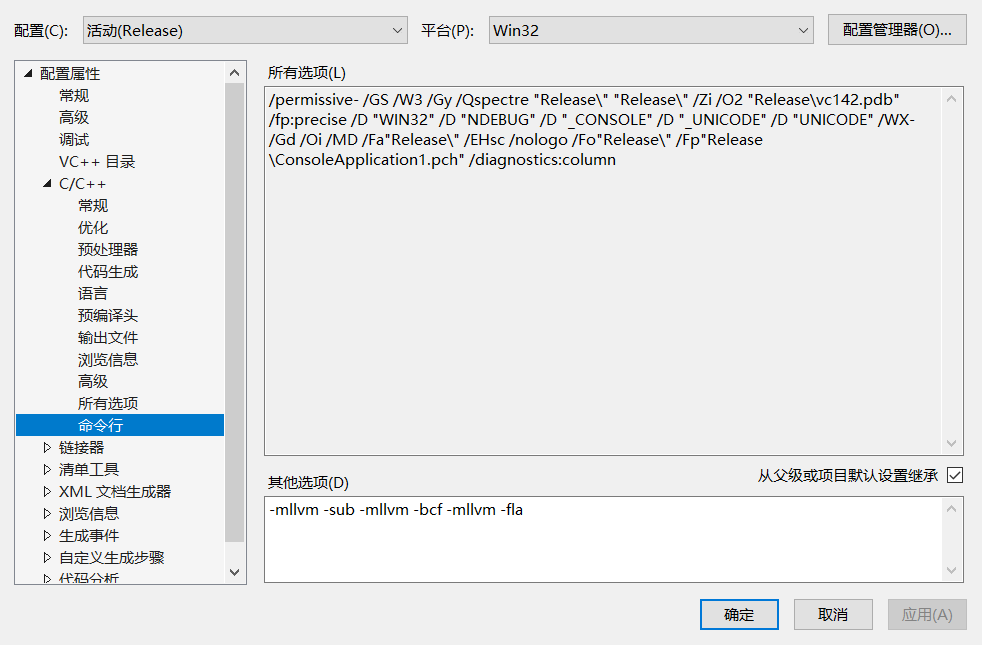 配置(C):
活动(Release)
平台(P):
Win32
配置管理器(O)...
配置属性
常规
高级
调试
VC++ 目录
C/C++
常规
优化
预处理器
代码生成
语言
预编译头
输出文件
浏览信息
高级
所有选项
命令行
链接器
清单工具
XML 文档生成器
浏览信息
生成事件
自定义生成步骤
代码分析
所有选项(L)
/permissive- /GS /W3 /Gy /Qspectre "Release\" "Release\" /Zi /O2 "Release\vc142.pdb"
/fp:precise /D "WIN32" /D "NDEBUG" /D "_CONSOLE" /D "_UNICODE" /D "UNICODE" /WX-
/Gd /Oi /MD /Fa"Release\" /EHsc /nologo /Fo"Release\" /Fp"Release
\ConsoleApplication1.pch" /diagnostics:column
从父级或项目默认设置继承
其他选项(D)
-mllvm -sub -mllvm -bcf -mllvm -fla
确定
取消
应用(A)